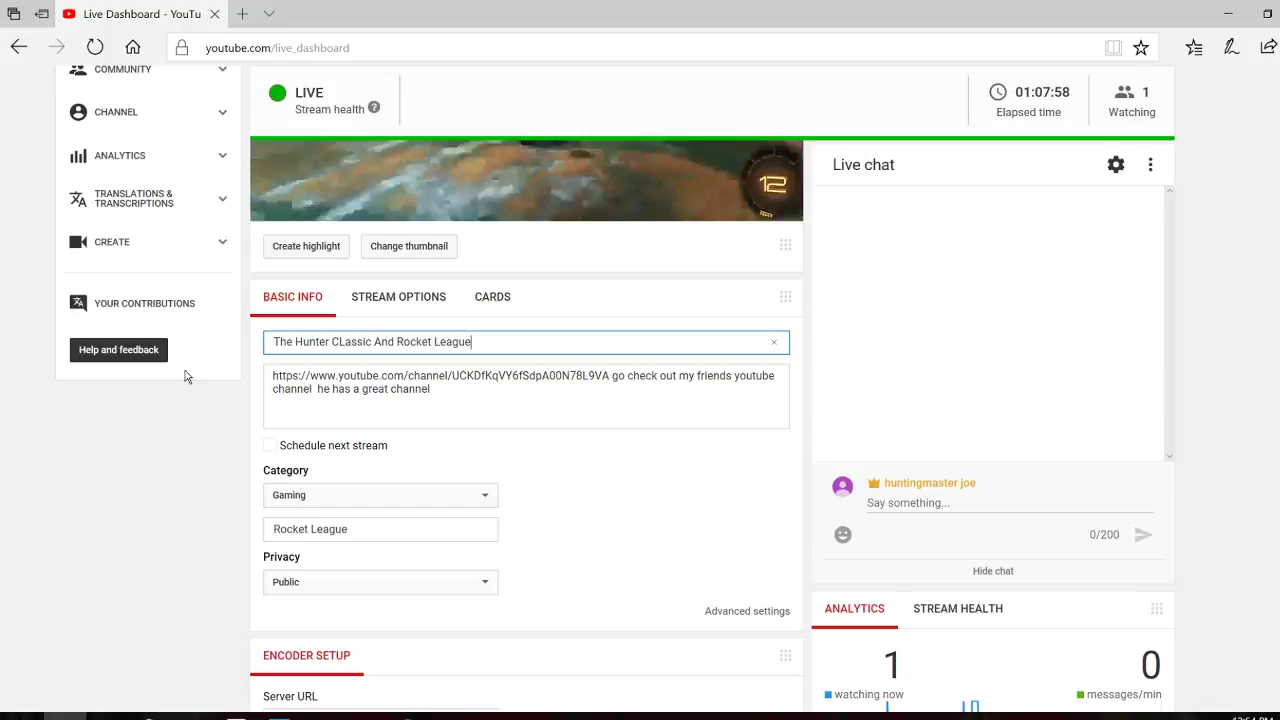 Live Dashboard - YouTu
youtube.com/live_dashboard
COMMUNITY
CHANNEL
ANALYTICS
TRANSLATIONS &
TRANSCRIPTIONS
CREATE
YOUR CONTRIBUTIONS
Help and feedback
LIVE
Stream health ?
01:07:58
Elapsed time
1
Watching
12
Create highlight
Change thumbnail
BASIC INFO
STREAM OPTIONS
CARDS
The Hunter CLassic And Rocket League
https://www.youtube.com/channel/UCKDfKqVY6fSdpA00N78L9VA go check out my friends youtube
channel he has a great channel
Schedule next stream
Category
Gaming
Rocket League
Privacy
Public
Advanced settings
ENCODER SETUP
Server URL
Live chat
huntingmaster joe
Say something...
0/200
Hide chat
ANALYTICS
STREAM HEALTH
1
watching now
0
messages/min